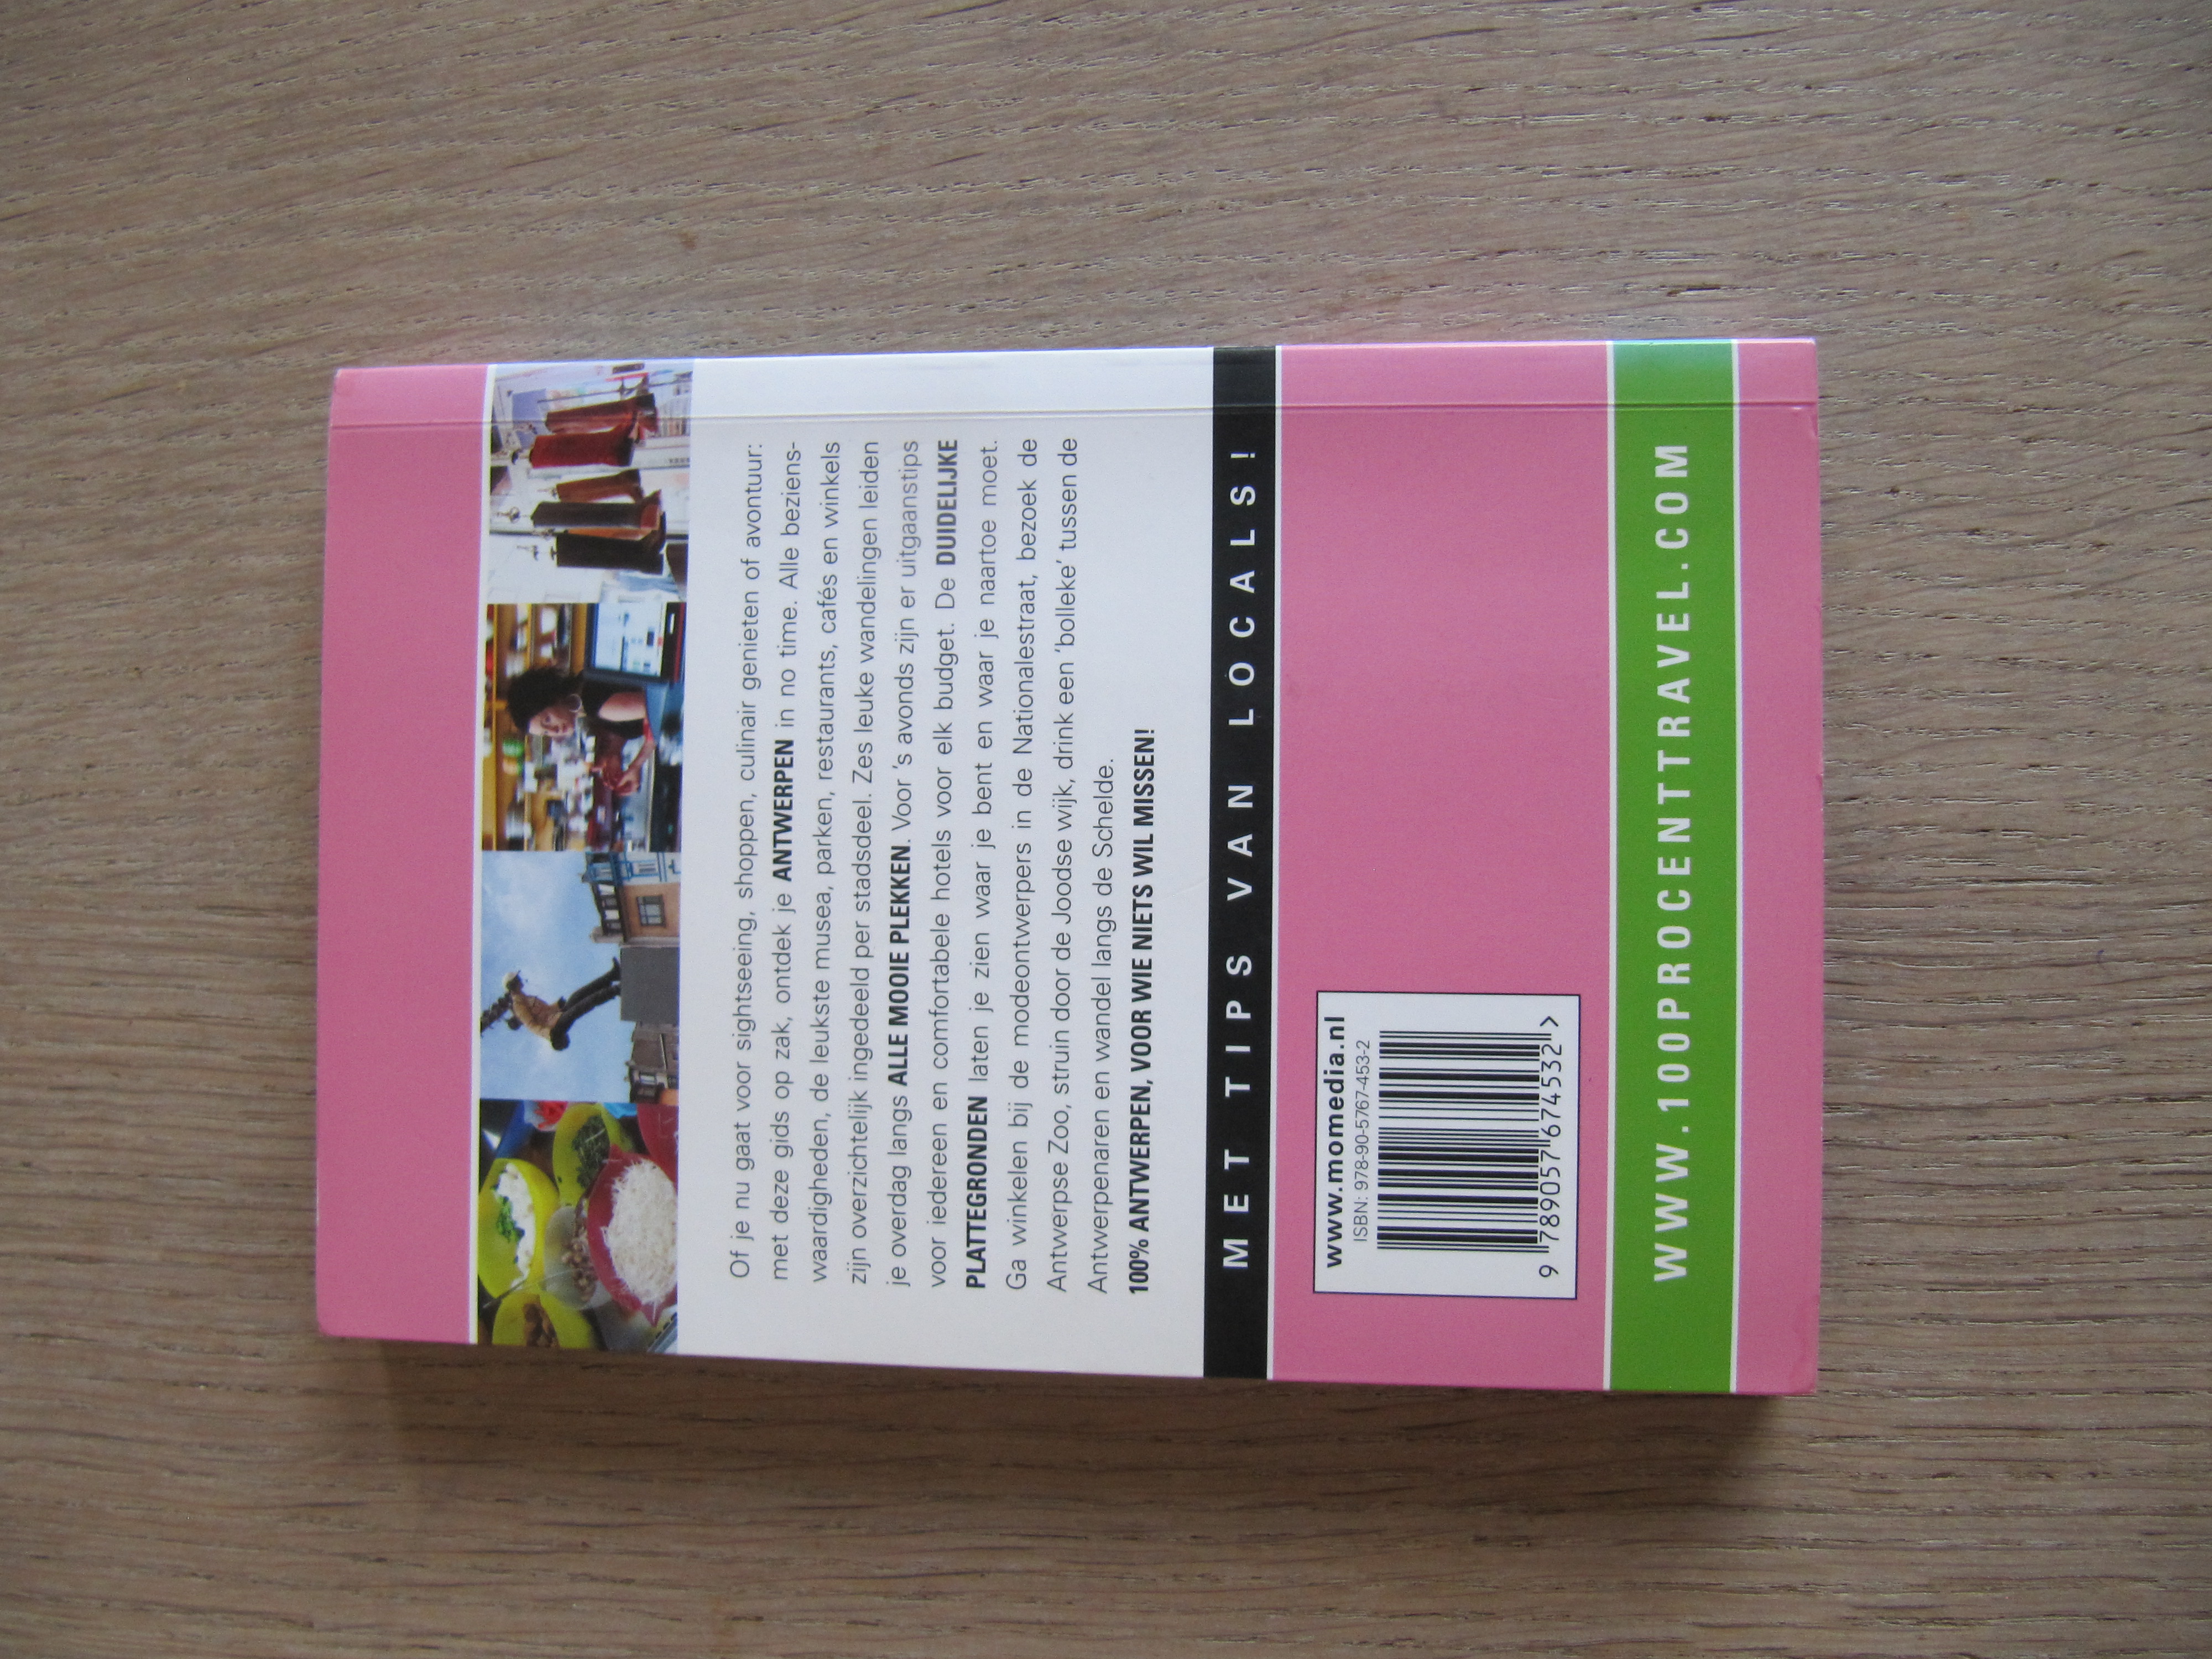 Of je nu gaat voor sightseeing, shoppen, culinair genieten of avontuur:
met deze gids op zak, ontdek je ANTWERPEN in no time. Alle beziens-
waardigheden, de leukste musea, parken, restaurants, cafés en winkels
zijn overzichtelijk ingedeeld per stadsdeel. Zes leuke wandelingen leiden
je overdag langs ALLE MOOIE PLEKKEN. Voor 's avonds zijn er uitgaanstips
voor iedereen en comfortabele hotels voor elk budget. De DUIDELIJKE
PLATTEGRONDEN laten je zien waar je bent en waar je naartoe moet.
Ga winkelen bij de modeontwerpers in de Nationalestraat, bezoek de
Antwerpse Zoo, struin door de Joodse wijk, drink een 'bolleke' tussen de
Antwerpenaren en wandel langs de Schelde.
100% ANTWERPEN, VOOR WIE NIETS WIL MISSEN!
MET TIPS VAN LOCALS!
www.momedia.nl
ISBN: 978-90-5767-453-2
9 789057 674532 >
WWW.100PROCENTTRAVEL.COM